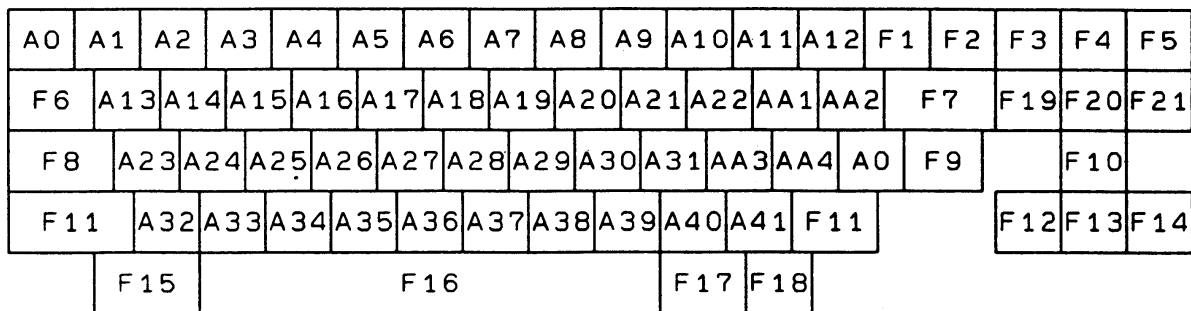 A0 A1 A2 A3 A4 A5 A6 A7 A8 A9 A10 A11 A12 F1 F2 F3 F4 F5
F6 A13 A14 A15 A16 A17 A18 A19 A20 A21 A22 AA1 AA2 F7 F19 F20 F21
F8 A23 A24 A25 A26 A27 A28 A29 A30 A31 AA3 AA4 A0 F9 F10
F11 A32 A33 A34 A35 A36 A37 A38 A39 A40 A41 F11 F12 F13 F14
F15 F16 F17 F18